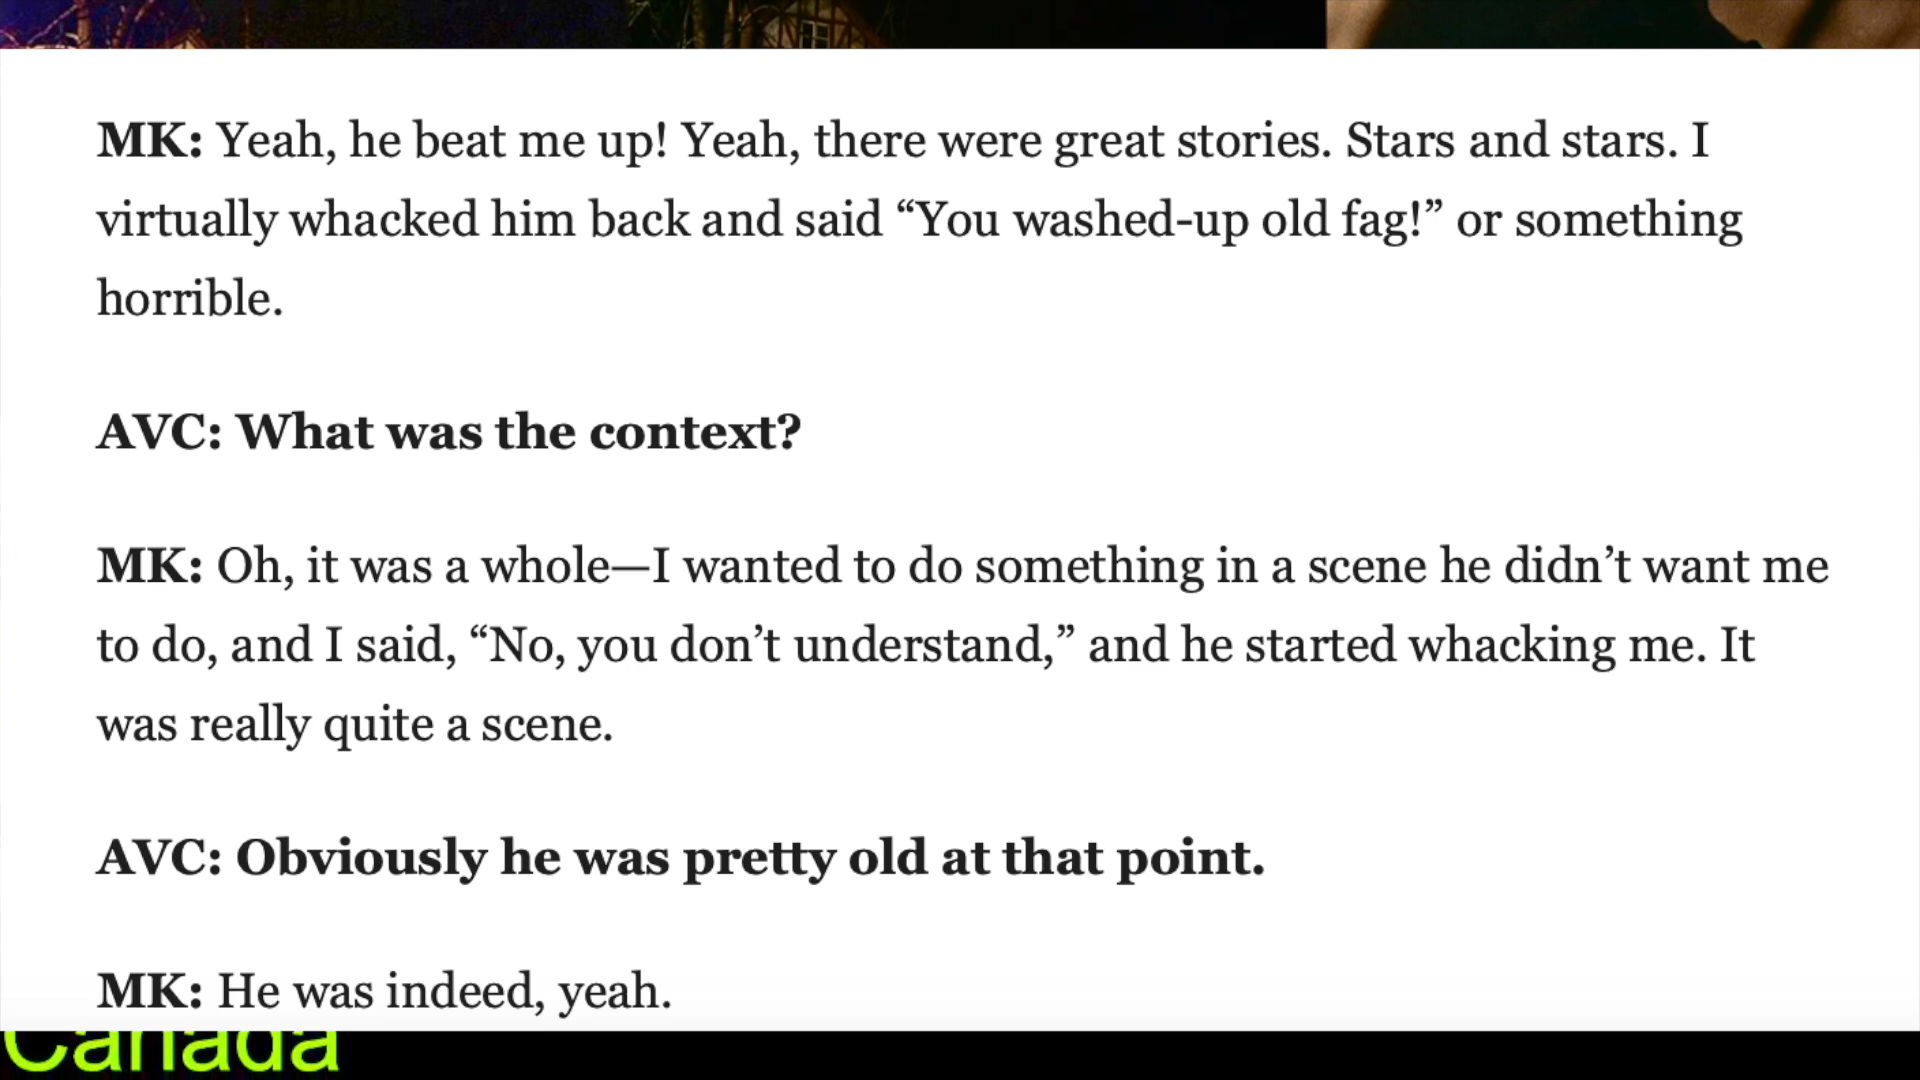 MK: Yeah, he beat me up! Yeah, there were great stories. Stars and stars. I
virtually whacked him back and said “You washed-up old fag!” or something
horrible.
AVC: What was the context?
MK: Oh, it was a whole—I wanted to do something in a scene he didn’t want me
to do, and I said, “No, you don’t understand,” and he started whacking me. It
was really quite a scene.
AVC: Obviously he was pretty old at that point.
MK: He was indeed, yeah.
Canada